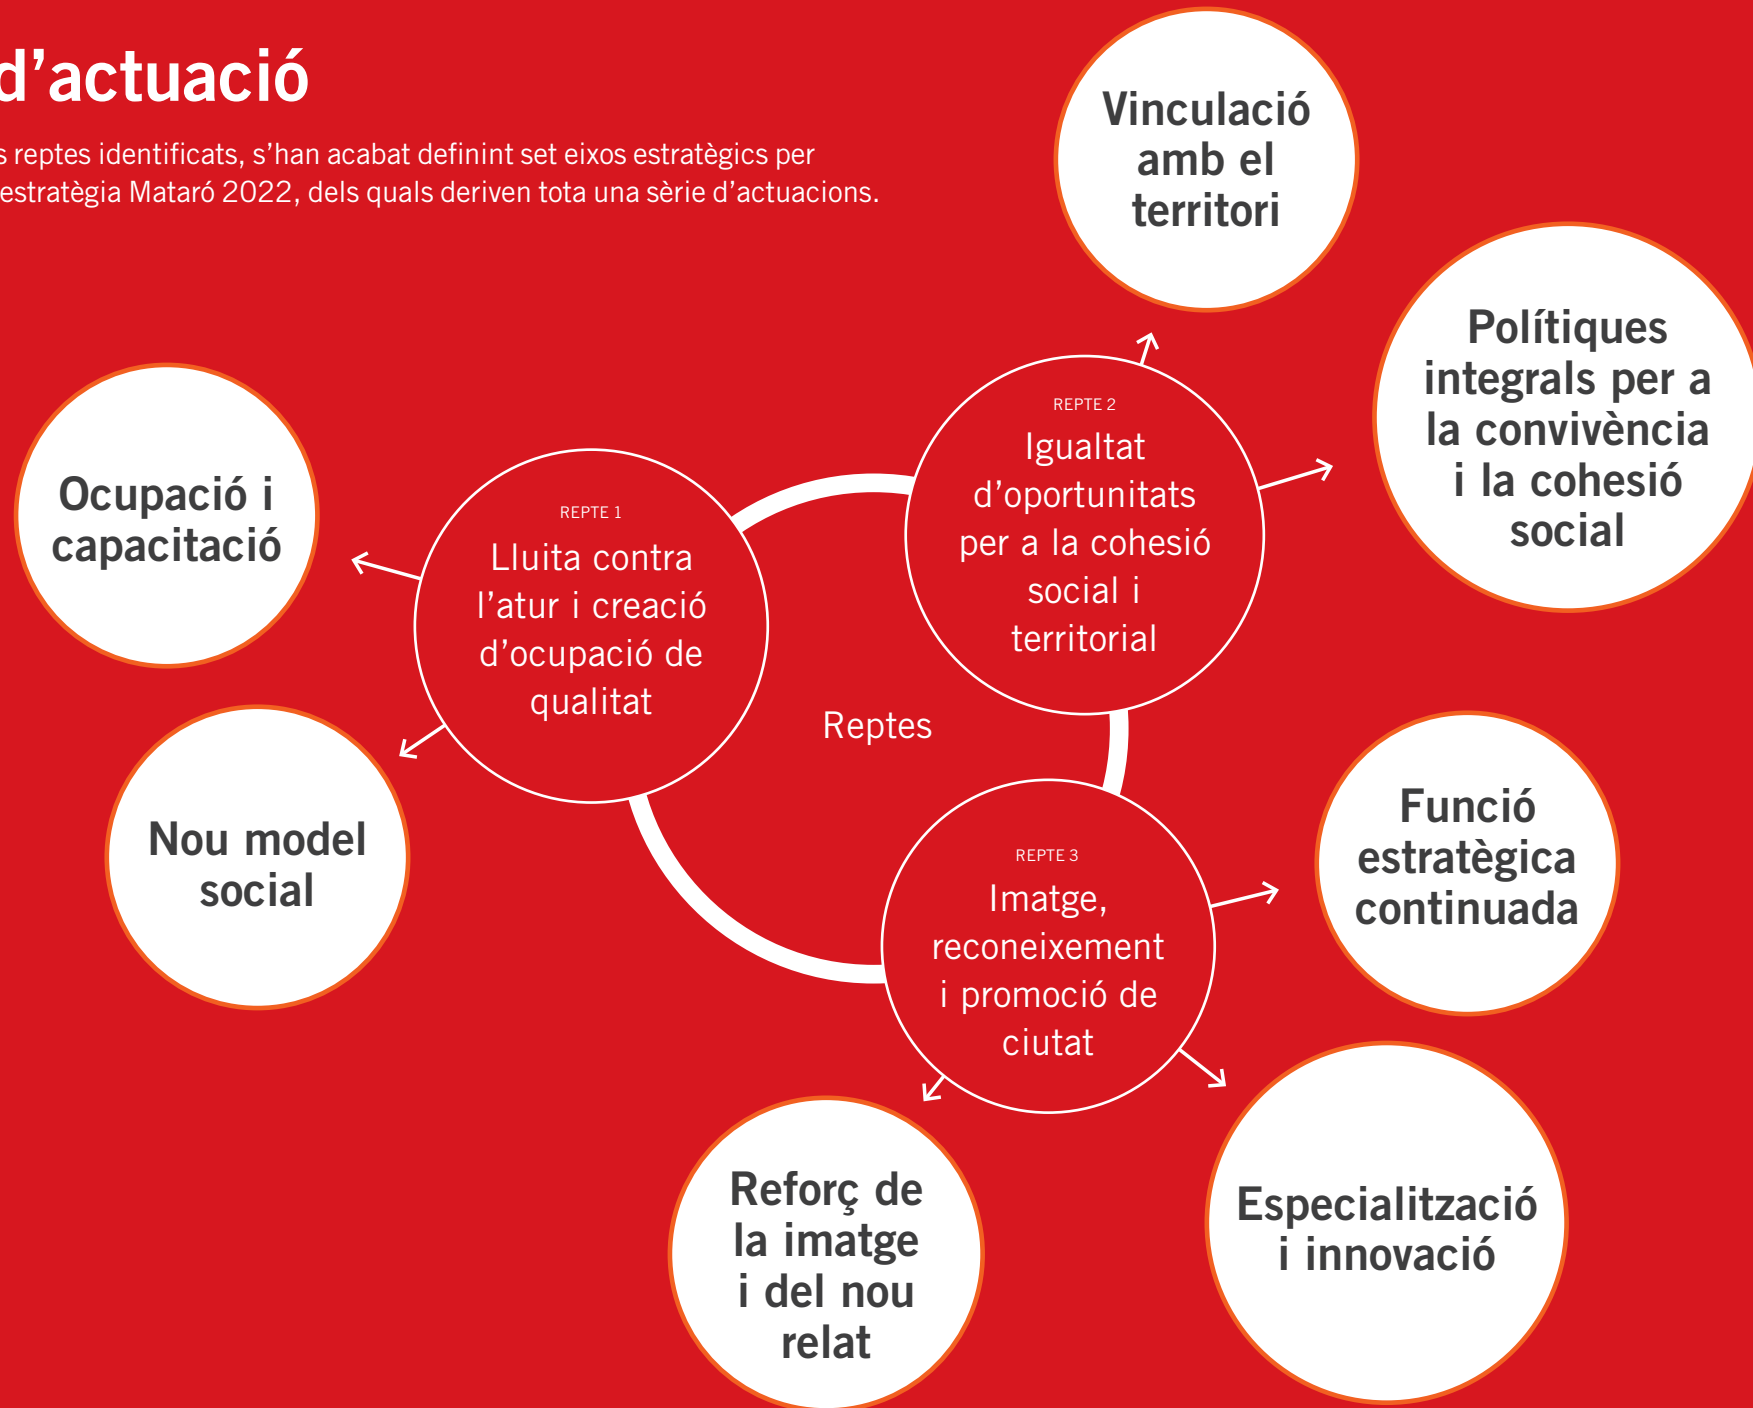 d’actuació
s reptes identificats, s’han acabat definint set eixos estratègics per
estratègia Mataró 2022, dels quals deriven tota una sèrie d’actuacions.
Vinculació
amb el
territori
Polítiques
integrals per a
la convivència
i la cohesió
social
REPTE 2
Igualtat
d’oportunitats
per a la cohesió
social i
territorial
Ocupació i
capacitació
REPTE 1
Lluita contra
l’atur i creació
d’ocupació de
qualitat
Reptes
Nou model
social
Funció
estratègica
continuada
REPTE 3
Imatge,
reconeixement
i promoció de
ciutat
Reforç de
la imatge
i del nou
relat
Especialització
i innovació